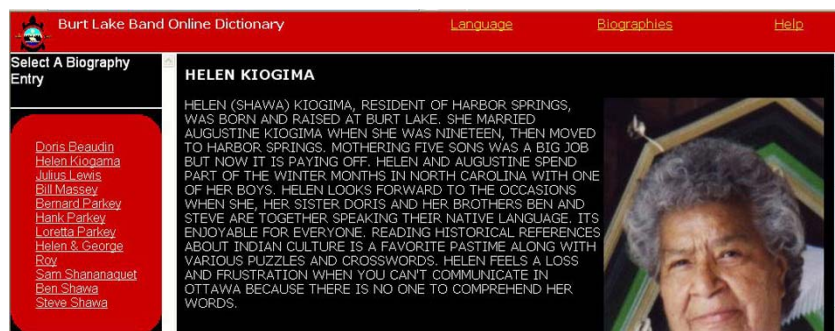 Burt Lake Band Online Dictionary
Language
Biographies
Help
Select A Biography
Entry
Doris Beaudin
Helen Kiogama
Julius Lewis
Bill Massey
Bernard Parkey
Hank Parkey
Loretta Parkey
Helen & George
Roy
Sam Shananaquet
Ben Shawa
Steve Shawa
HELEN KIOGIMA
HELEN (SHAWA) KIOGIMA, RESIDENT OF HARBOR SPRINGS,
WAS BORN AND RAISED AT BURT LAKE. SHE MARRIED
AUGUSTINE KIOGIMA WHEN SHE WAS NINETEEN, THEN MOVED
TO HARBOR SPRINGS. MOTHERING FIVE SONS WAS A BIG JOB
BUT NOW IT IS PAYING OFF. HELEN AND AUGUSTINE SPEND
PART OF THE WINTER MONTHS IN NORTH CAROLINA WITH ONE
OF HER BOYS. HELEN LOOKS FORWARD TO THE OCCASIONS
WHEN SHE, HER SISTER DORIS AND HER BROTHERS BEN AND
STEVE ARE TOGETHER SPEAKING THEIR NATIVE LANGUAGE. ITS
ENJOYABLE FOR EVERYONE. READING HISTORICAL REFERENCES
ABOUT INDIAN CULTURE IS A FAVORITE PASTIME ALONG WITH
VARIOUS PUZZLES AND CROSSWORDS. HELEN FEELS A LOSS
AND FRUSTRATION WHEN YOU CAN'T COMMUNICATE IN
OTTAWA BECAUSE THERE IS NO ONE TO COMPREHEND HER
WORDS.